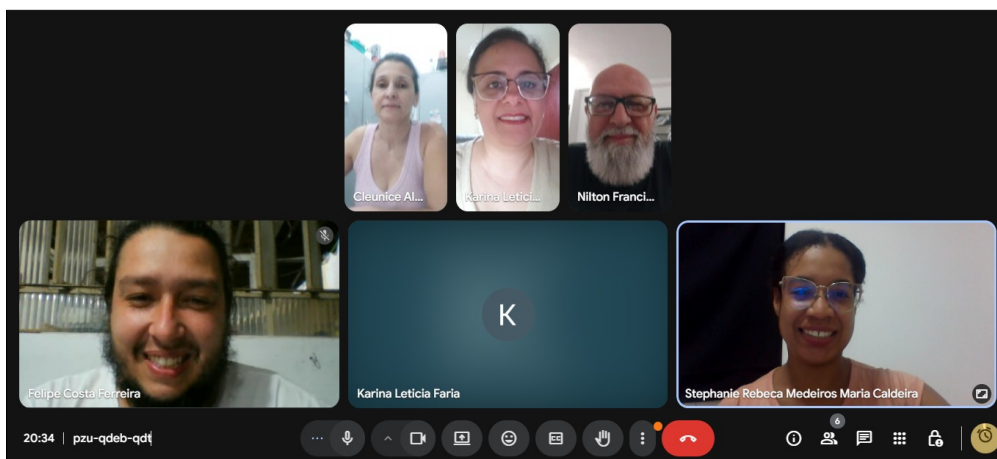 Cleunice Al...
Karina Letici...
Nilton Franci...
Felipe Costa Ferreira
K
Karina Leticia Faria
Stephanie Rebeca Medeiros Maria Caldeira
20:34 | pzu-qdeb-qdt
CC
6